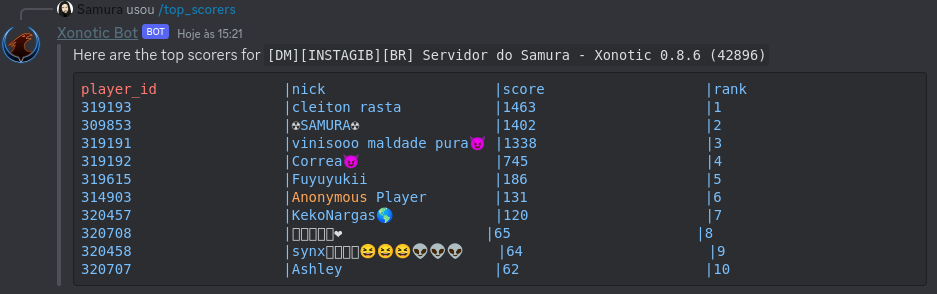 Samura usou /top_scorers
Xonotic Bot BOT Hoje às 15:21
Here are the top scorers for [DM][INSTAGIB][BR] Servidor do Samura - Xonotic 0.8.6 (42896)
player_id |nick |score |rank
319193 |cleiton rasta |1463 |1
309853 |☢SAMURA☢ |1402 |2
319191 |vinisooo maldade pura😈 |1338 |3
319192 |Correa😈 |745 |4
319615 |Fuyuyukii |186 |5
314903 |Anonymous Player |131 |6
320457 |KekoNargas🌎 |120 |7
320708 |▯▯▯▯▯❤ |65 |8
320458 |synx▯▯▯▯😆😆😆👽👽👽 |64 |9
320707 |Ashley |62 |10